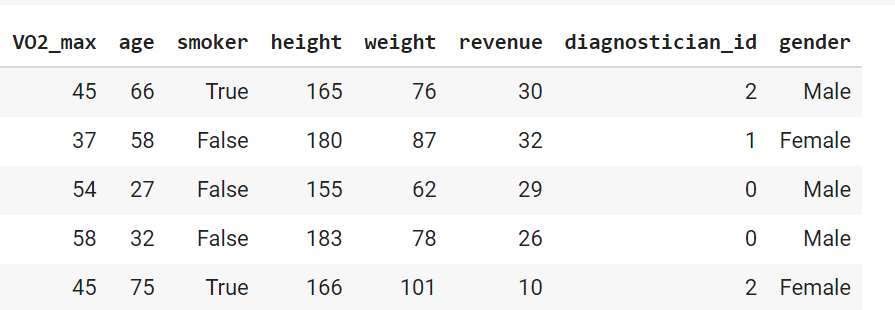 VO2_max age smoker height weight revenue diagnostician_id gender
45 66 True 165 76 30 2 Male
37 58 False 180 87 32 1 Female
54 27 False 155 62 29 0 Male
58 32 False 183 78 26 0 Male
45 75 True 166 101 10 2 Female